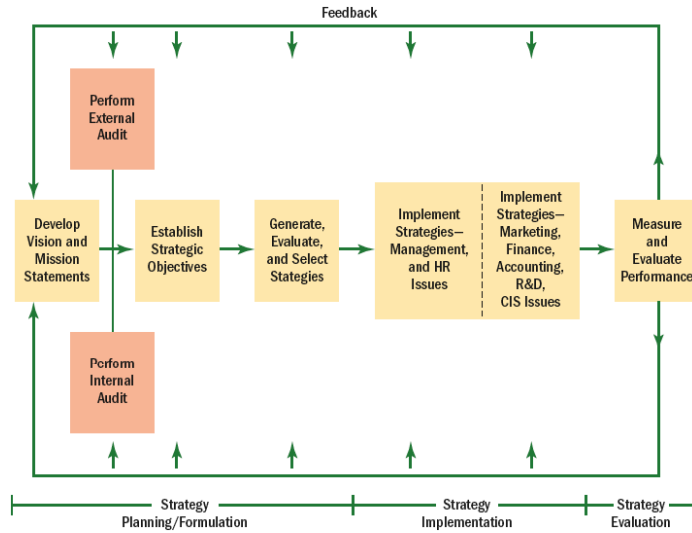 Feedback
Perform
External
Audit
Develop
Vision and
Mission
Statements
Establish
Strategic
Objectives
Generate,
Evaluate,
and Select
Stategies
Implement
Strategies—
Management,
and HR
Issues
Implement
Strategies—
Marketing,
Finance,
Accounting,
R&D,
CIS Issues
Measure
and
Evaluate
Performance
Perform
Internal
Audit
Strategy
Planning/Formulation
Strategy
Implementation
Strategy
Evaluation